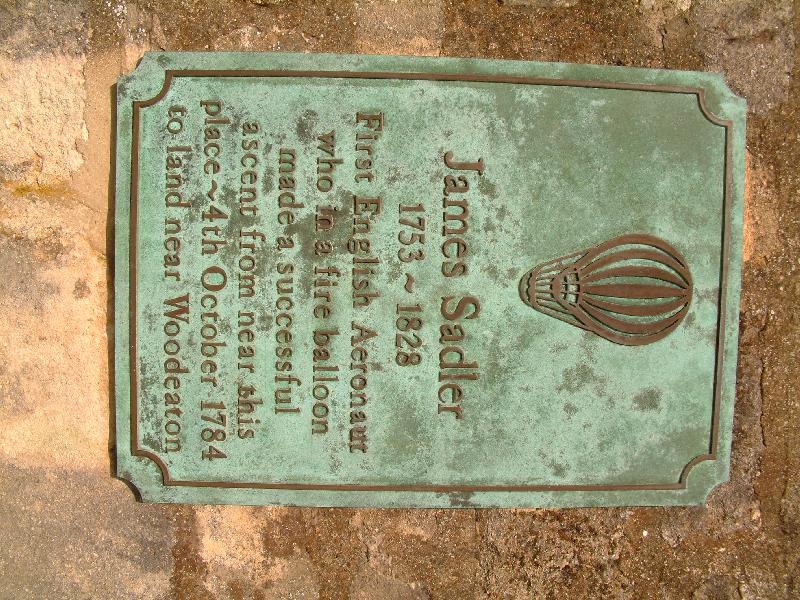 James Sadler
1753 ~ 1828
First English Aeronaut
who in a fire balloon
made a successful
ascent from near this
place ~ 4th October 1784
to land near Woodeaton